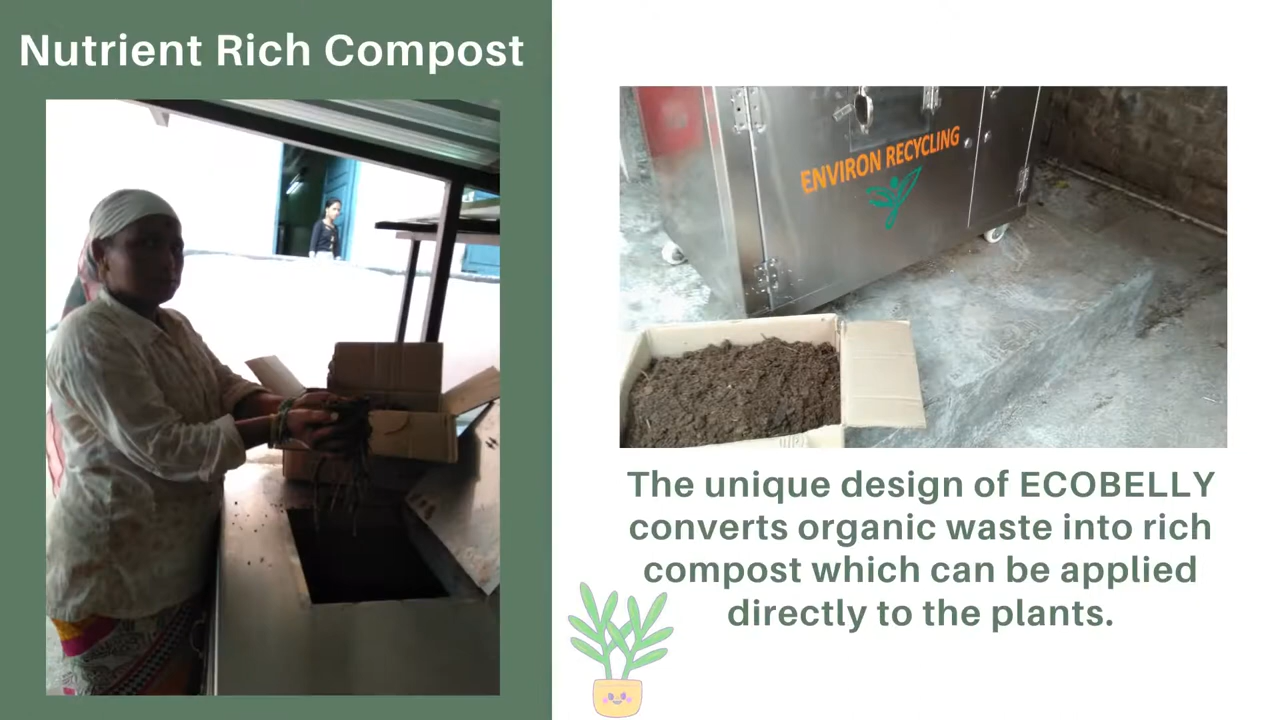 Nutrient Rich Compost
ENVIRON RECYCLING
The unique design of ECOBELLY
converts organic waste into rich
compost which can be applied
directly to the plants.